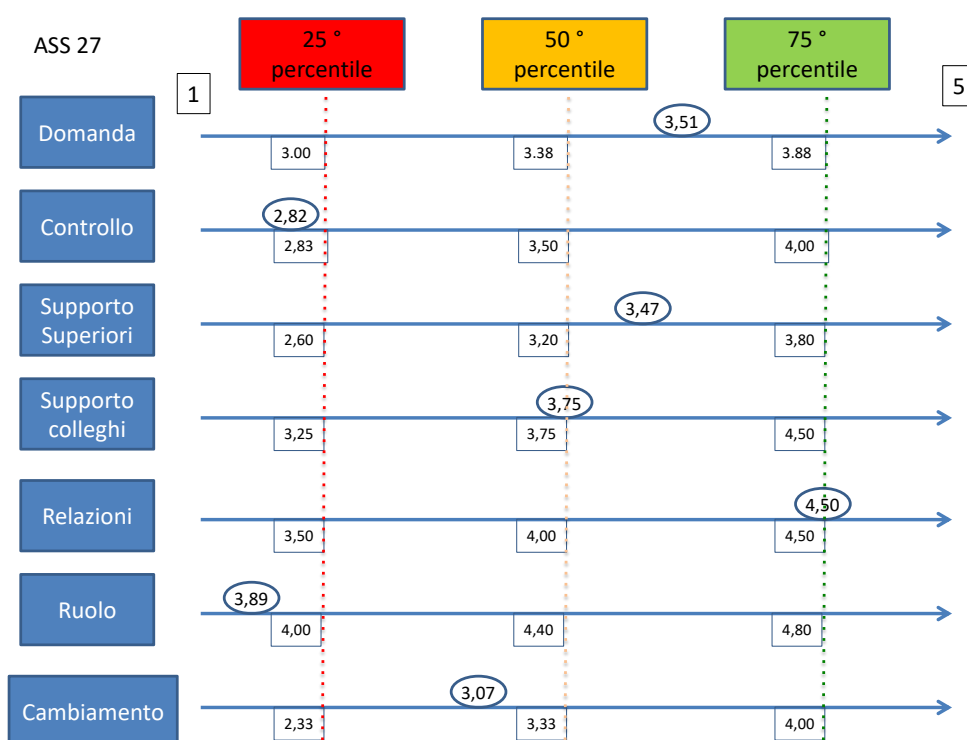 ASS 27
25 °
percentile
50 °
percentile
75 °
percentile
1
5
Domanda
3,51
3.00
3.38
3.88
Controllo
2,82
2,83
3,50
4,00
Supporto
Superiori
3,47
2,60
3,20
3,80
Supporto
colleghi
3,75
3,25
3,75
4,50
Relazioni
4,50
3,50
4,00
4,50
Ruolo
3,89
4,00
4,40
4,80
Cambiamento
3,07
2,33
3,33
4,00